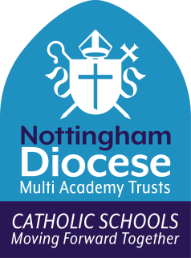 Nottingham
Diocese
Multi Academy Trusts
CATHOLIC SCHOOLS
Moving Forward Together